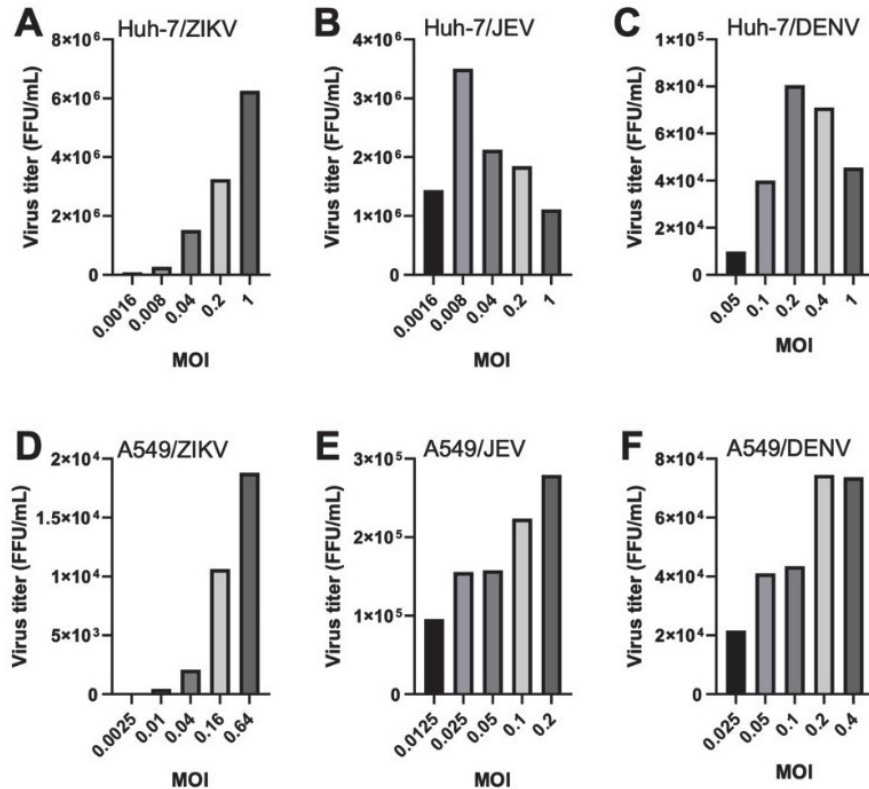 A Huh-7/ZIKV
Virus titer (FFU/mL)
8×10⁶
6×10⁶
4×10⁶
2×10⁶
0
0.0016 0.008 0.04 0.2 1
MOI
B Huh-7/JEV
Virus titer (FFU/mL)
4×10⁶
3×10⁶
2×10⁶
1×10⁶
0
0.0016 0.008 0.04 0.2 1
MOI
C Huh-7/DENV
Virus titer (FFU/mL)
1×10⁵
8×10⁴
6×10⁴
4×10⁴
2×10⁴
0
0.05 0.1 0.2 0.4 1
MOI
D A549/ZIKV
Virus titer (FFU/mL)
2×10⁴
1.5×10⁴
1×10⁴
5×10³
0
0.0025 0.01 0.04 0.16 0.64
MOI
E A549/JEV
Virus titer (FFU/mL)
3×10⁵
2×10⁵
1×10⁵
0
0.0125 0.025 0.05 0.1 0.2
MOI
F A549/DENV
Virus titer (FFU/mL)
8×10⁴
6×10⁴
4×10⁴
2×10⁴
0
0.025 0.05 0.1 0.2 0.4
MOI